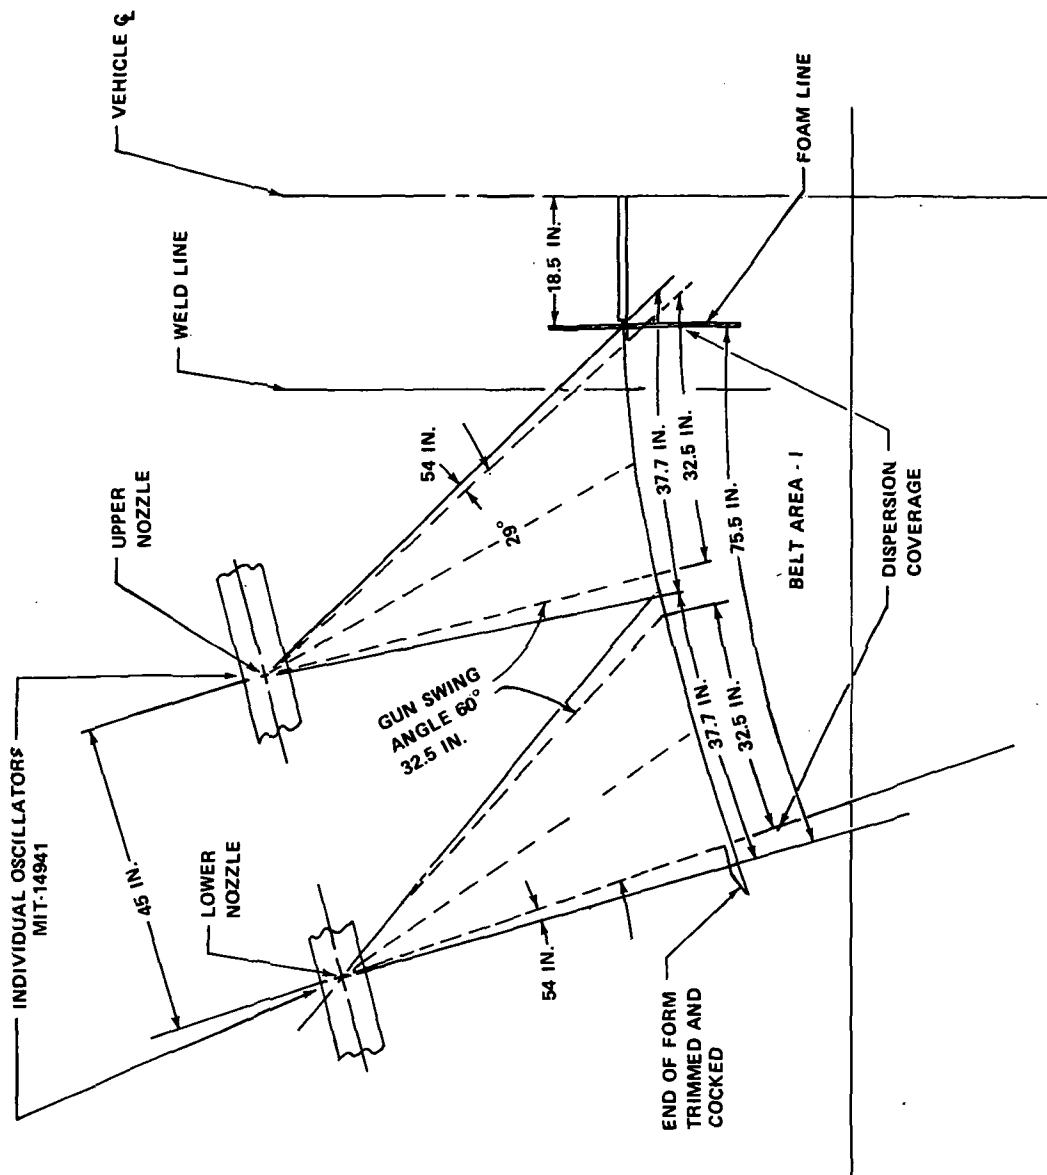 INDIVIDUAL OSCILLATORS
MIT-14941
45 IN.
UPPER
NOZZLE
LOWER
NOZZLE
WELD LINE
VEHICLE ℄
18.5 IN.
54 IN.
29°
GUN SWING
ANGLE 60°
32.5 IN.
37.7 IN.
32.5 IN.
75.5 IN.
37.7 IN.
32.5 IN.
54 IN.
BELT AREA - I
FOAM LINE
DISPERSION
COVERAGE
END OF FORM
TRIMMED AND
COCKED